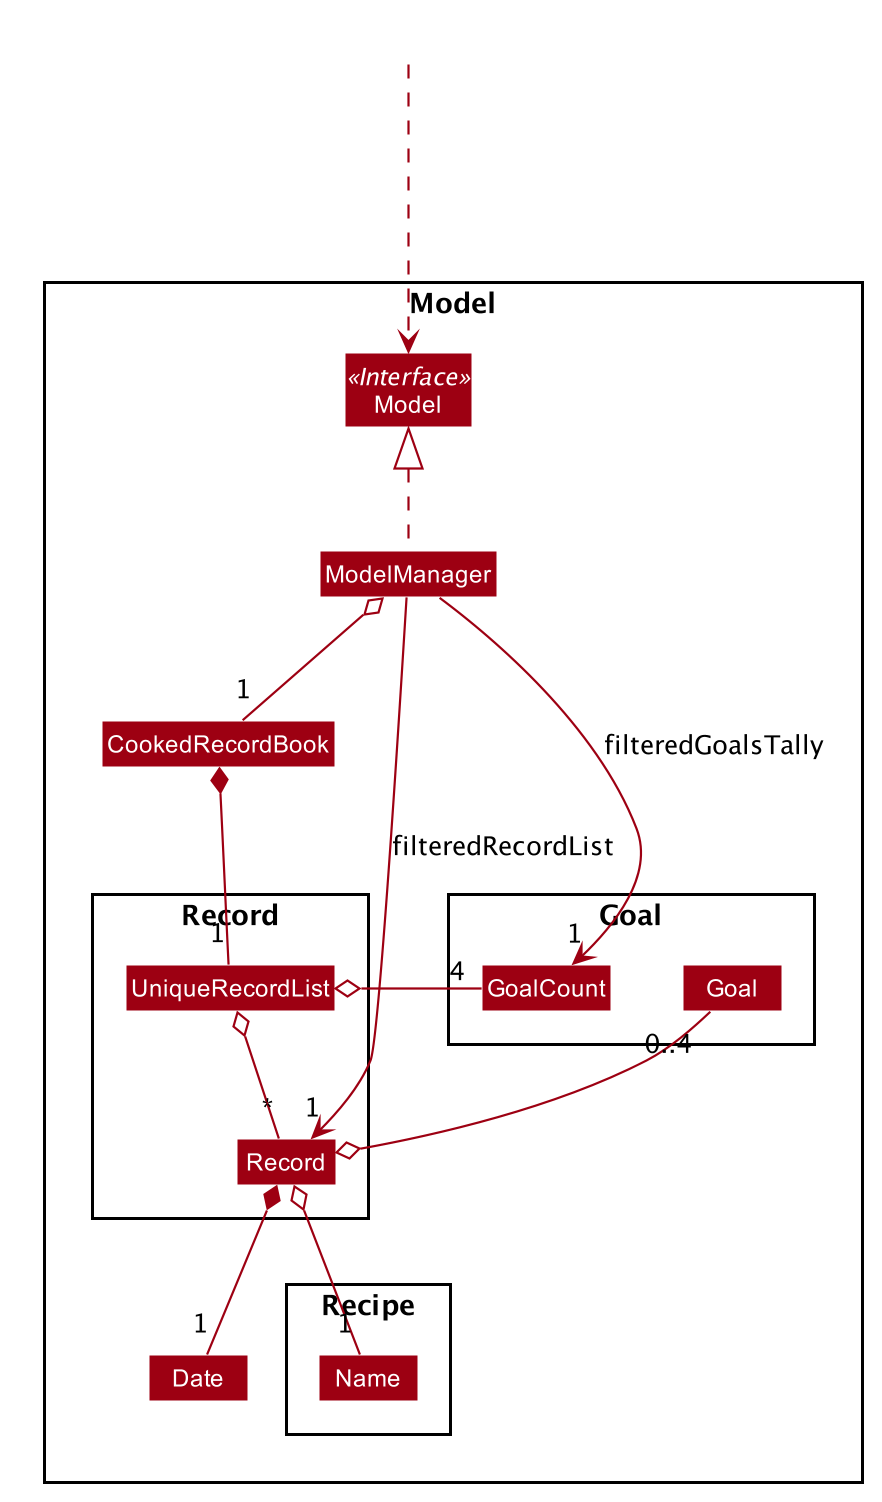 Model
«Interface»
Model
ModelManager
1
CookedRecordBook
filteredGoalsTally
filteredRecordList
Record
Goal
1
1
4
UniqueRecordList
GoalCount
Goal
0..4
*
1
Record
Recipe
1
1
Date
Name